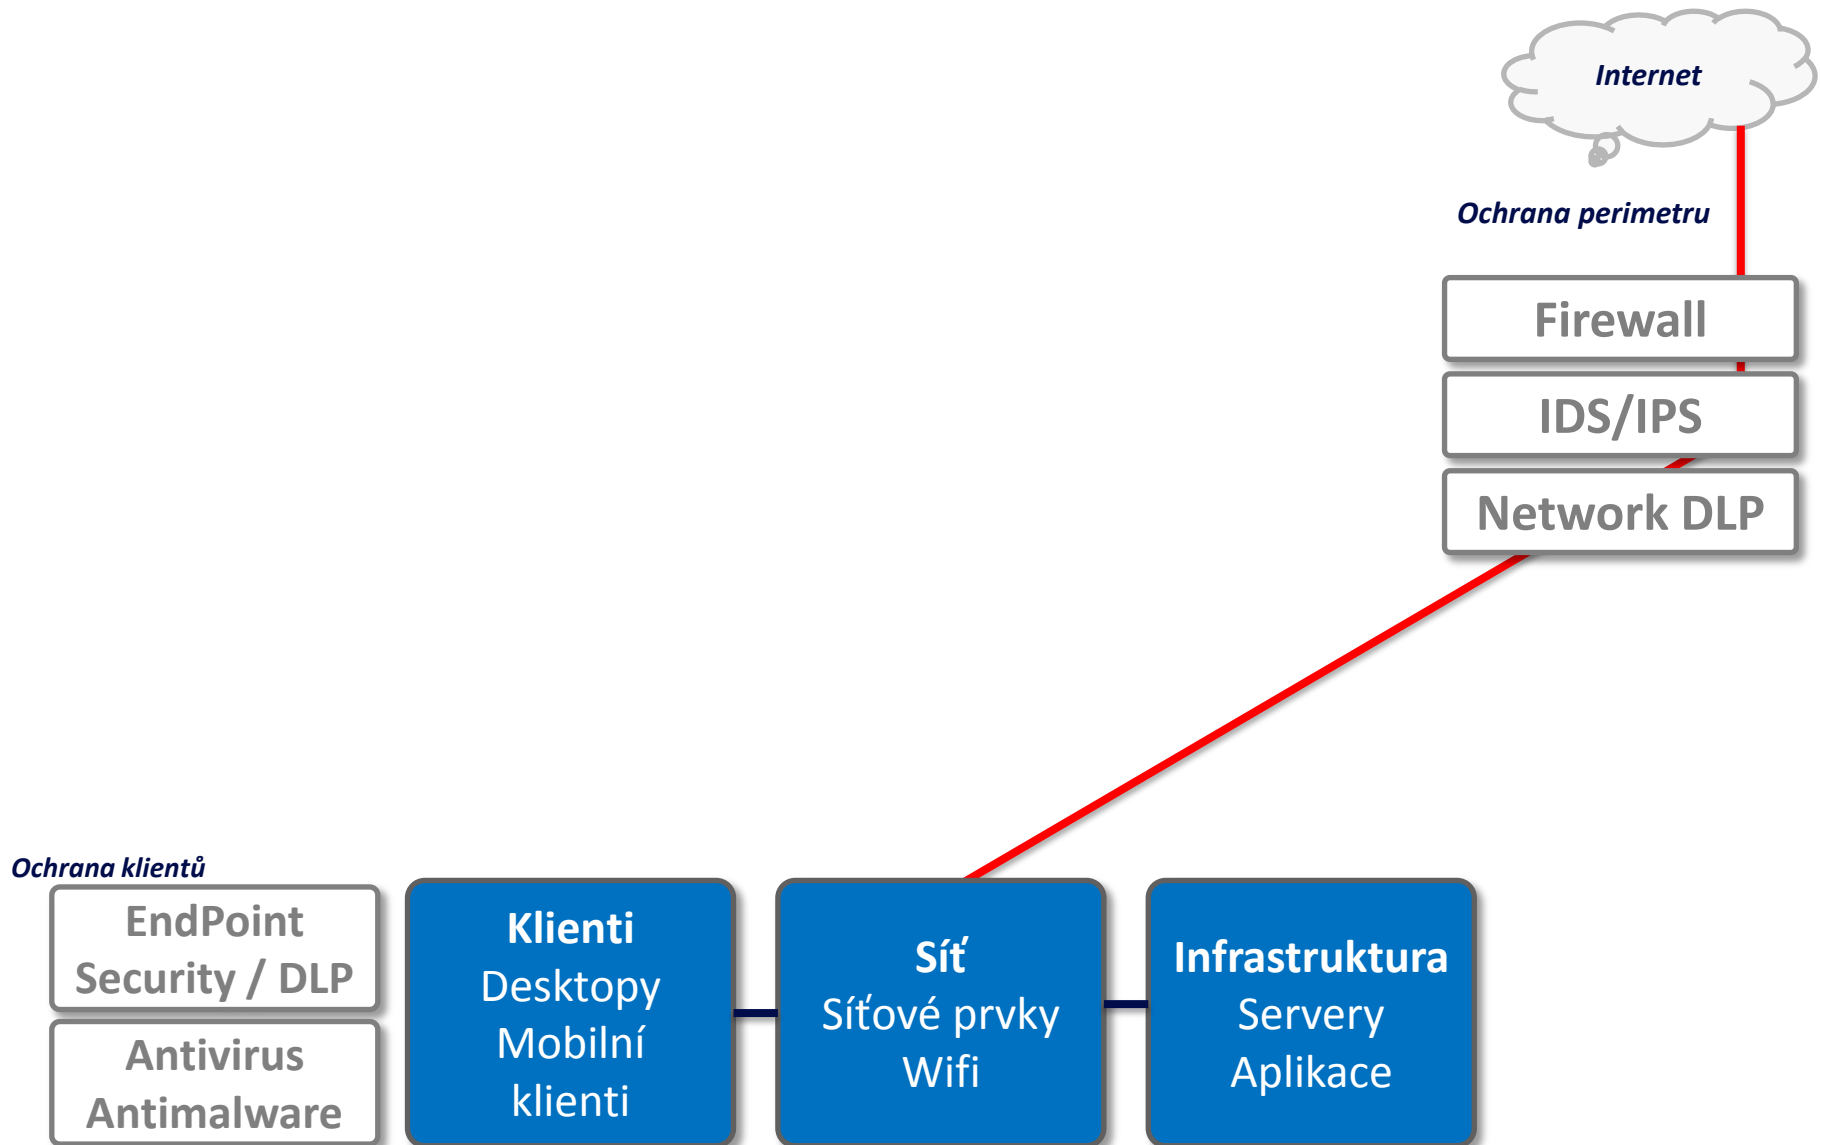 Internet
Ochrana perimetru
Firewall
IDS/IPS
Network DLP
Ochrana klientů
EndPoint
Security / DLP
Antivirus
Antimalware
Klienti
Desktopy
Mobilní
klienti
Síť
Síťové prvky
Wifi
Infrastruktura
Servery
Aplikace